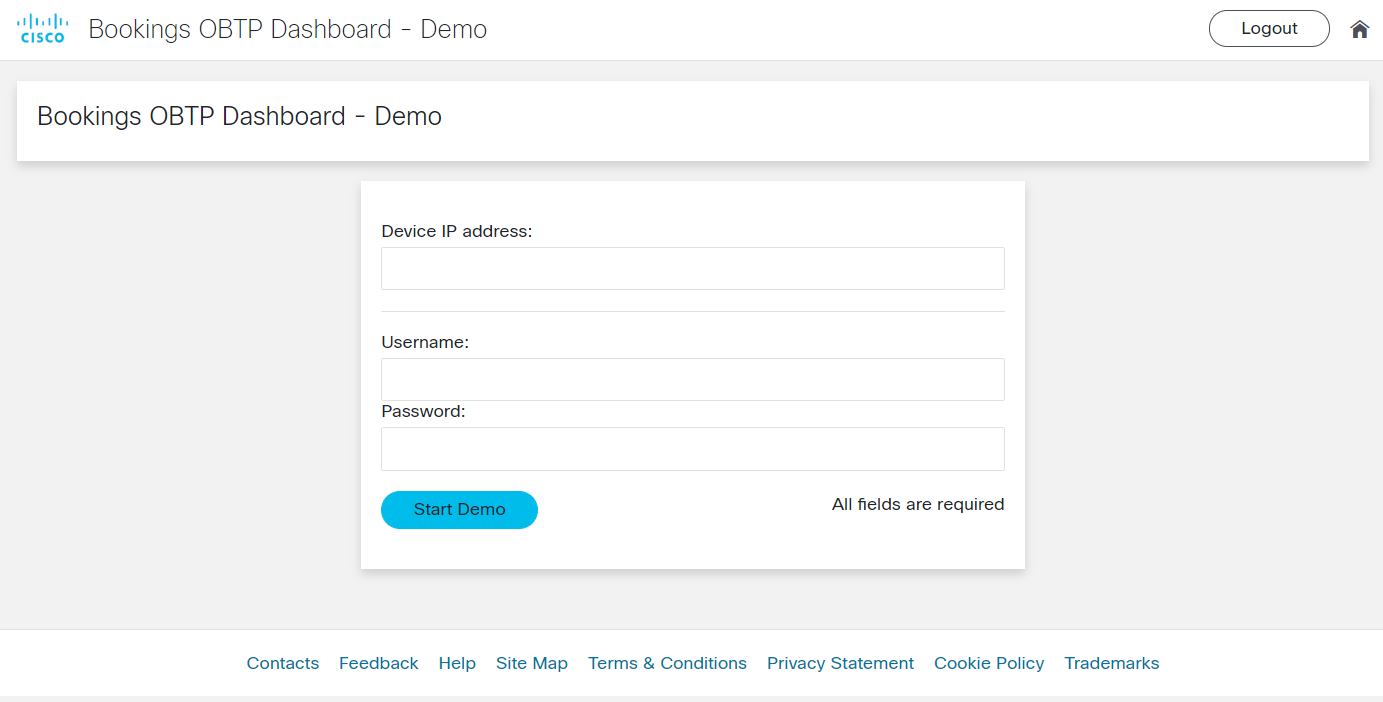 CISCO Bookings OBTP Dashboard - Demo Logout
Bookings OBTP Dashboard - Demo
Device IP address:
Username:
Password:
Start Demo All fields are required
Contacts Feedback Help Site Map Terms & Conditions Privacy Statement Cookie Policy Trademarks